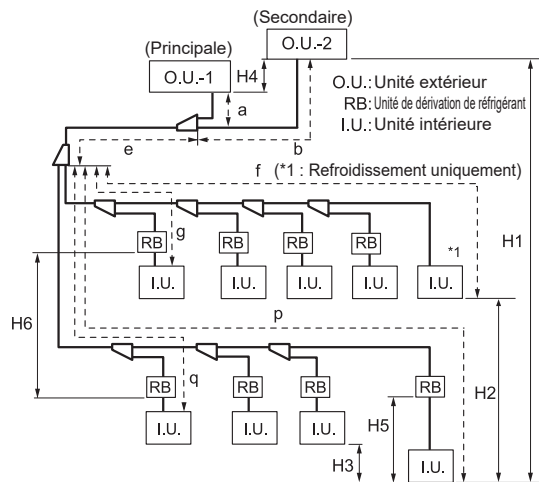 (Secondaire)
O.U.-2
(Principale)
O.U.-1
H4
O.U.: Unité extérieur
RB: Unité de dérivation de réfrigérant
I.U.: Unité intérieure
a
e
b
f (*1 : Refroidissement uniquement)
H1
g
RB
RB
RB
RB
*1
I.U.
I.U.
I.U.
I.U.
I.U.
H6
p
H2
q
RB
RB
RB
RB
H5
I.U.
I.U.
I.U.
H3
I.U.